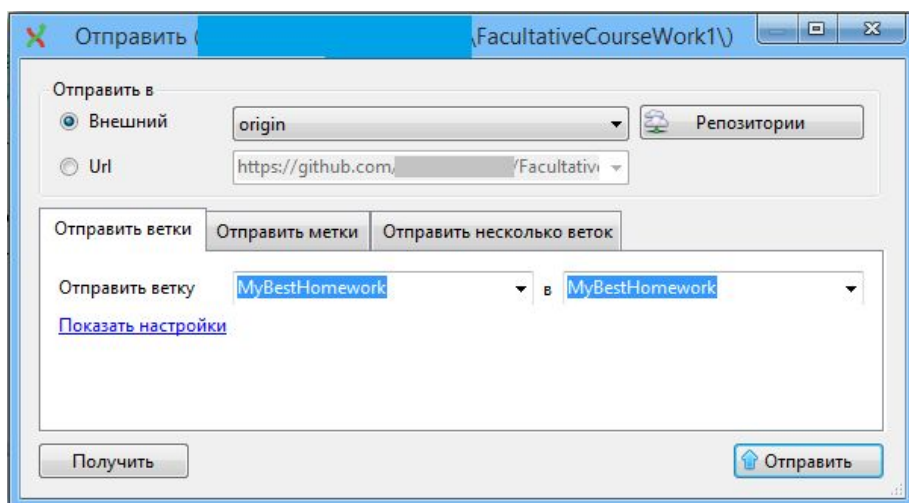 Отправить ( \FacultativeCourseWork1\)
Отправить в
Внешний origin Репозитории
Url https://github.com/ /Facultativ
Отправить ветки Отправить метки Отправить несколько веток
Отправить ветку MyBestHomework в MyBestHomework
Показать настройки
Получить Отправить